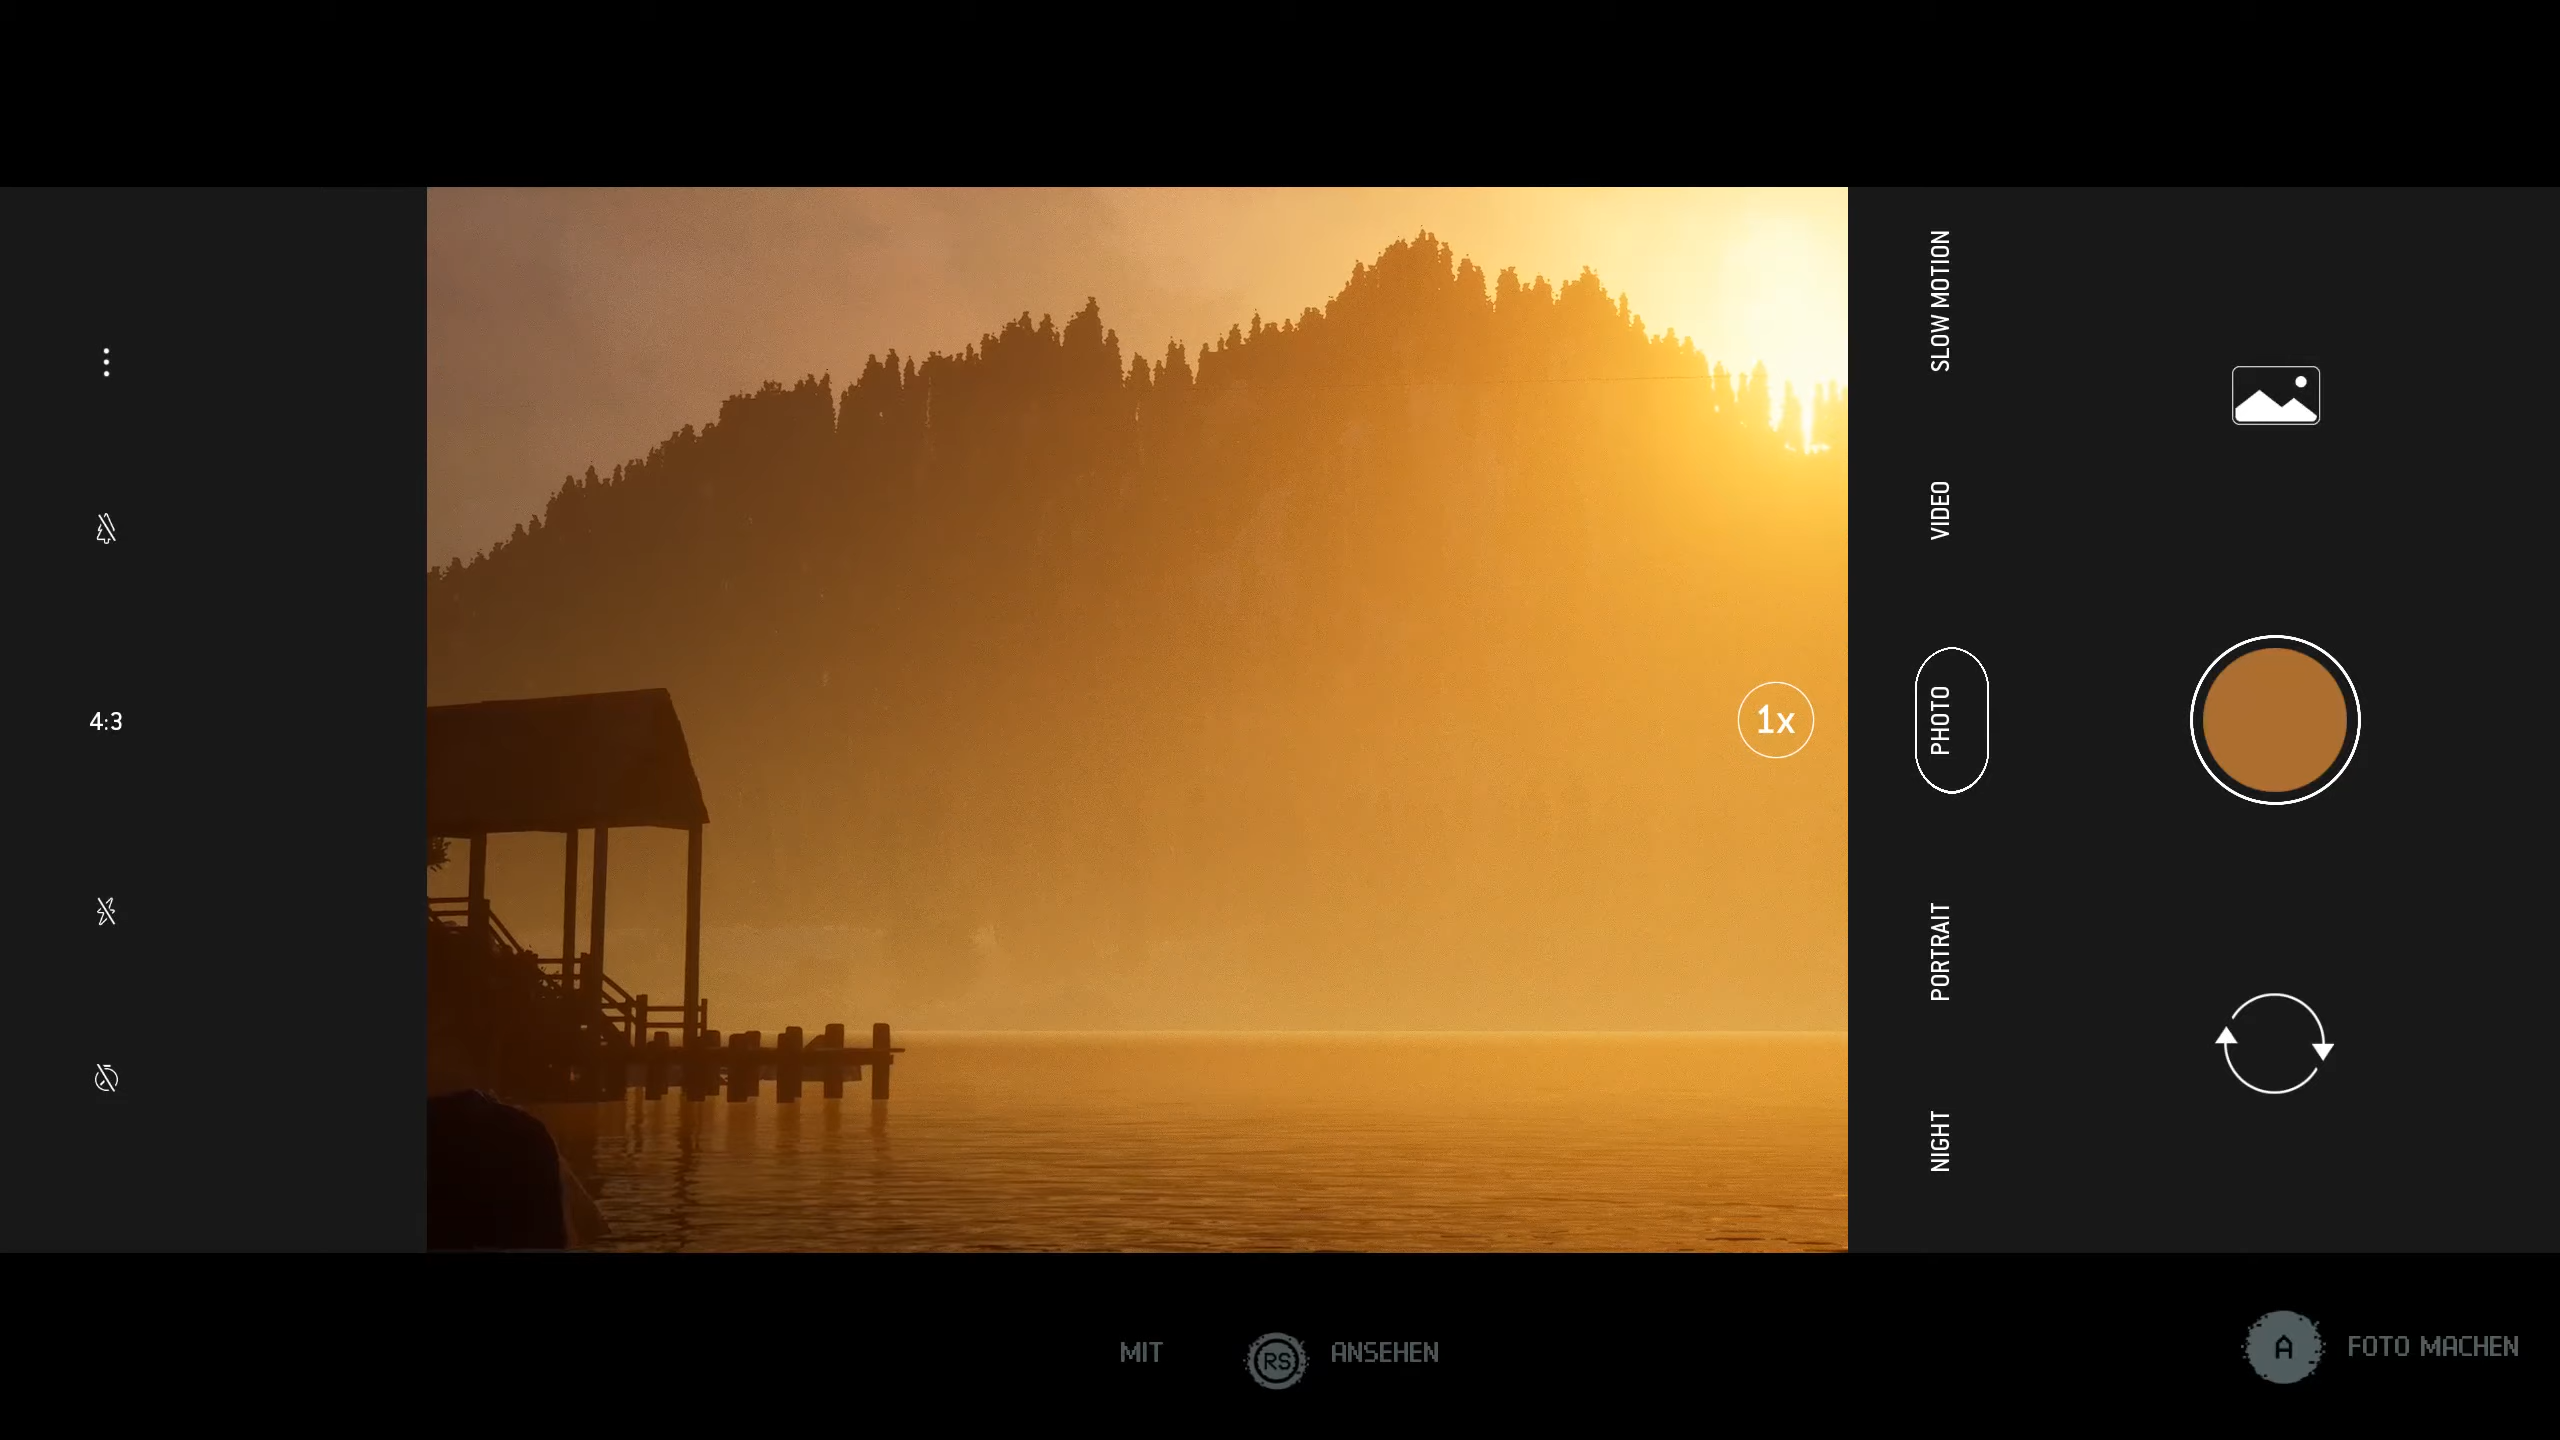 SLOW MOTION
VIDEO
4:3
1x
PHOTO
PORTRAIT
NIGHT
MIT RS ANSEHEN
A FOTO MACHEN